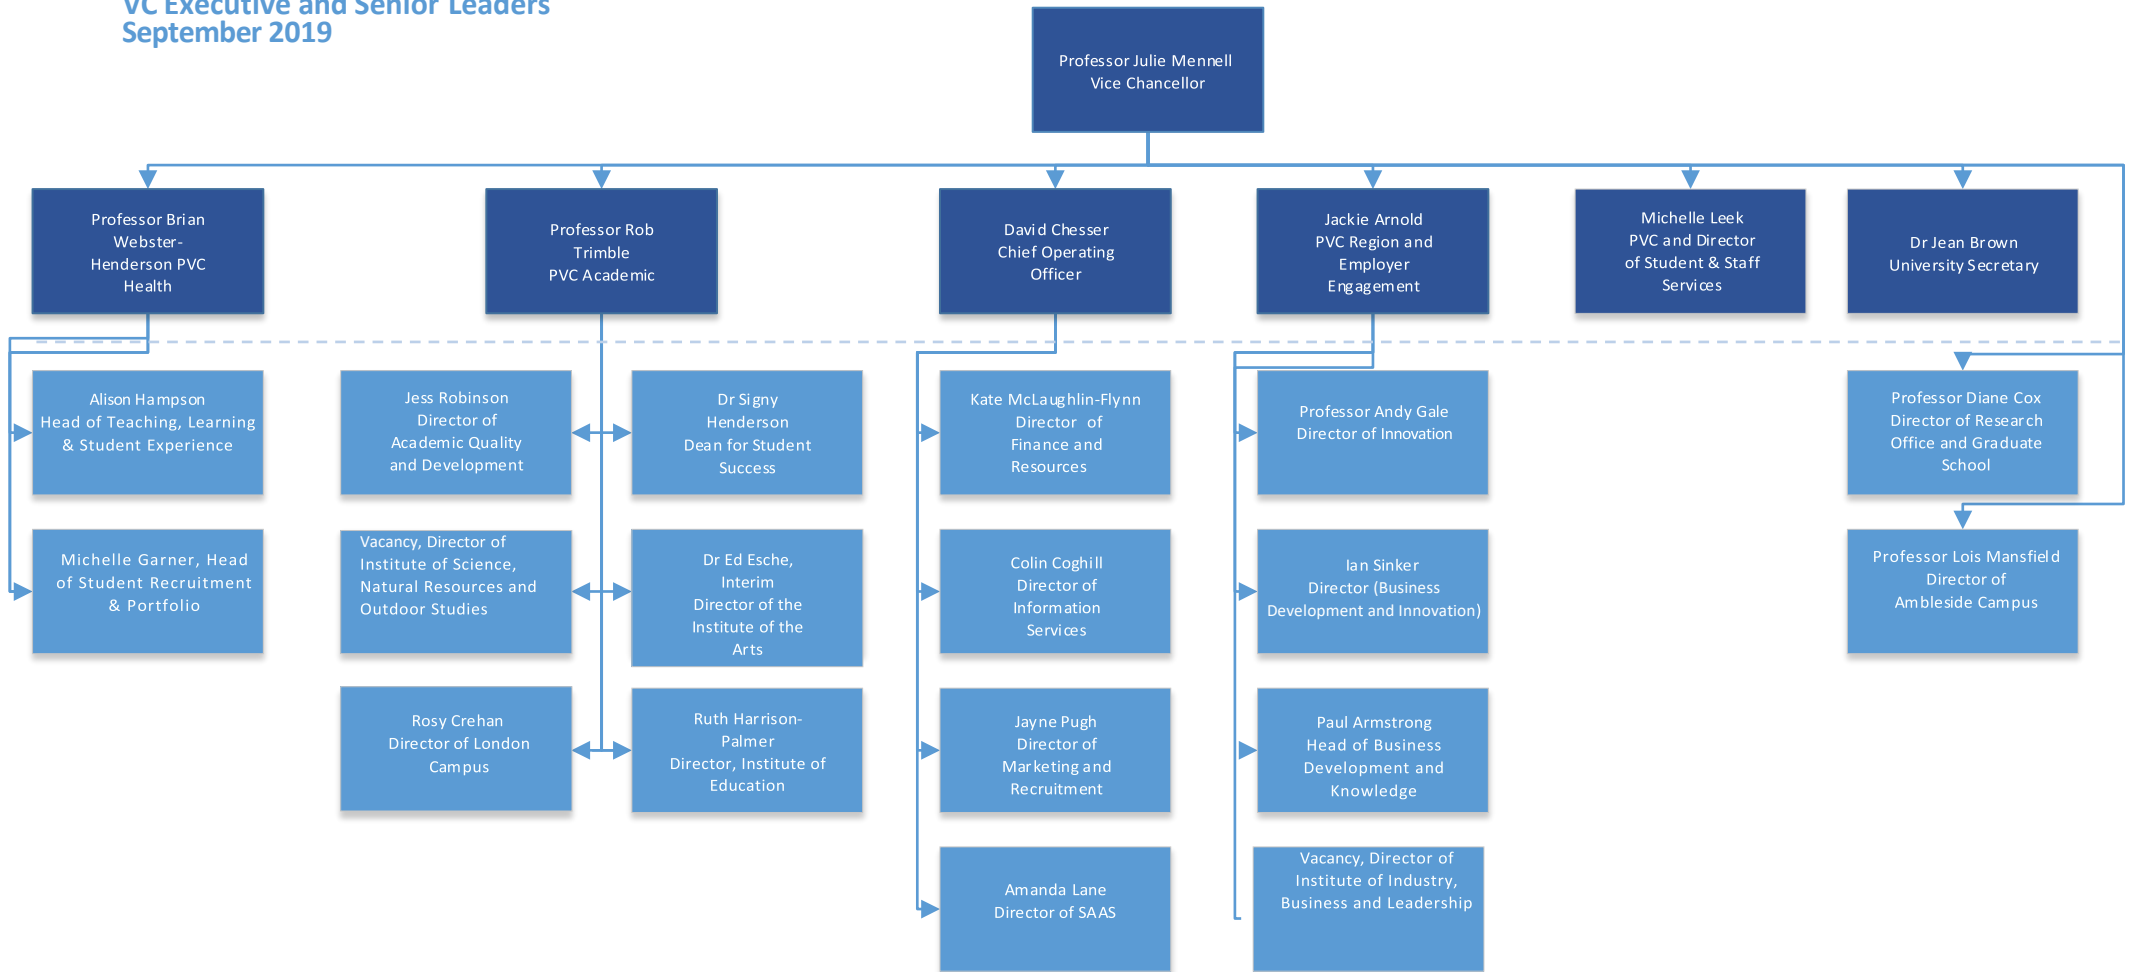 VC Executive and Senior Leaders
September 2019
Professor Julie Mennell
Vice Chancellor
Professor Brian
Webster-
Henderson PVC
Health
Professor Rob
Trimble
PVC Academic
David Chesser
Chief Operating
Officer
Jackie Arnold
PVC Region and
Employer
Engagement
Michelle Leek
PVC and Director
of Student & Staff
Services
Dr Jean Brown
University Secretary
Alison Hampson
Head of Teaching, Learning
& Student Experience
Jess Robinson
Director of
Academic Quality
and Development
Dr Signy
Henderson
Dean for Student
Success
Kate McLaughlin-Flynn
Director of
Finance and
Resources
Professor Andy Gale
Director of Innovation
Professor Diane Cox
Director of Research
Office and Graduate
School
Michelle Garner, Head
of Student Recruitment
& Portfolio
Vacancy, Director of
Institute of Science,
Natural Resources and
Outdoor Studies
Dr Ed Esche,
Interim
Director of the
Institute of the
Arts
Colin Coghill
Director of
Information
Services
Ian Sinker
Director (Business
Development and Innovation)
Professor Lois Mansfield
Director of
Ambleside Campus
Rosy Crehan
Director of London
Campus
Ruth Harrison-
Palmer
Director, Institute of
Education
Jayne Pugh
Director of
Marketing and
Recruitment
Paul Armstrong
Head of Business
Development and
Knowledge
Amanda Lane
Director of SAAS
Vacancy, Director of
Institute of Industry,
Business and Leadership